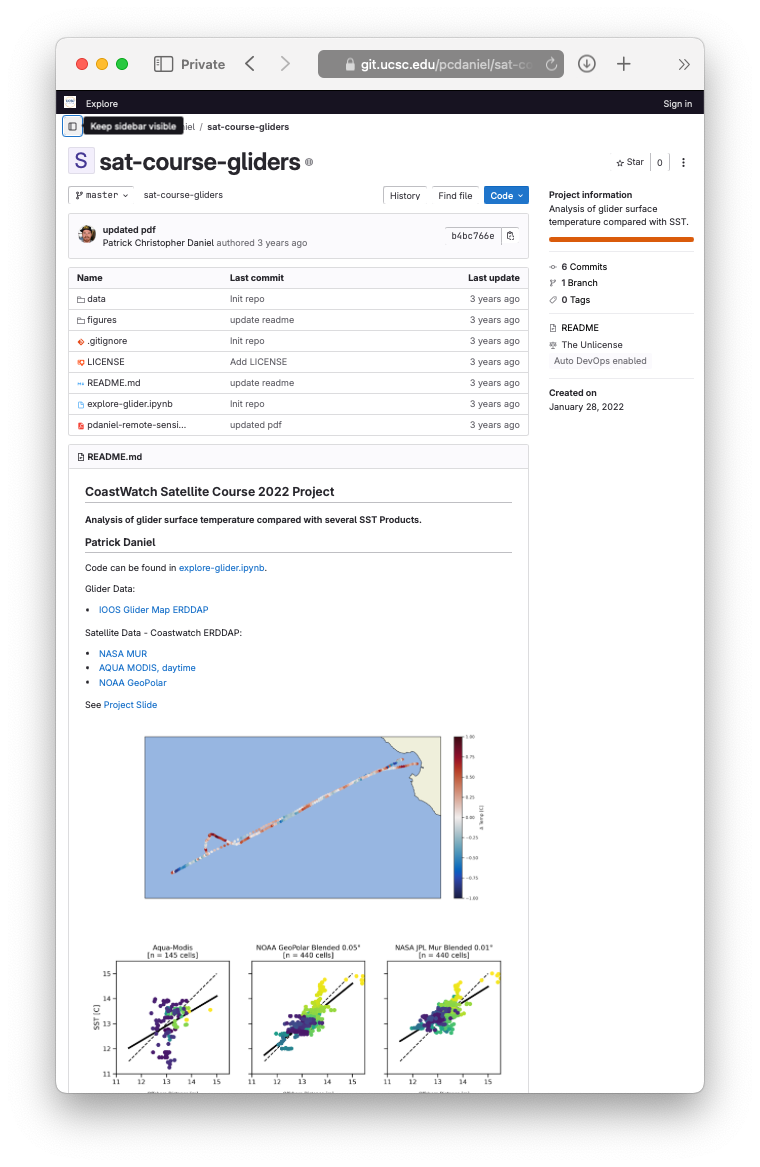 Private
git.ucsc.edu/pcdaniel/sat-co
Explore
Sign in
Keep sidebar visible
iel / sat-course-gliders
S sat-course-gliders
Star 0
master
sat-course-gliders
History
Find file
Code
updated pdf
Patrick Christopher Daniel authored 3 years ago
b4bc766e
Name Last commit Last update
data Init repo 3 years ago
figures update readme 3 years ago
.gitignore Init repo 3 years ago
LICENSE Add LICENSE 3 years ago
README.md update readme 3 years ago
explore-glider.ipynb Init repo 3 years ago
pdaniel-remote-sensi... updated pdf 3 years ago
Project information
Analysis of glider surface
temperature compared with SST.
6 Commits
1 Branch
0 Tags
README
The Unlicense
Auto DevOps enabled
Created on
January 28, 2022
README.md
CoastWatch Satellite Course 2022 Project
Analysis of glider surface temperature compared with several SST Products.
Patrick Daniel
Code can be found in explore-glider.ipynb.
Glider Data:
• IOOS Glider Map ERDDAP
Satellite Data - Coastwatch ERDDAP:
• NASA MUR
• AQUA MODIS, daytime
• NOAA GeoPolar
See Project Slide
1.00
0.75
0.50
0.25
0.00
−0.25
−0.50
−0.75
−1.00
Δ Temp [C]
Aqua-Modis
[n = 145 cells]
NOAA GeoPolar Blended 0.05°
[n = 440 cells]
NASA JPL Mur Blended 0.01°
[n = 440 cells]
SST [C]
15
14
13
12
11
11 12 13 14 15
11 12 13 14 15
11 12 13 14 15